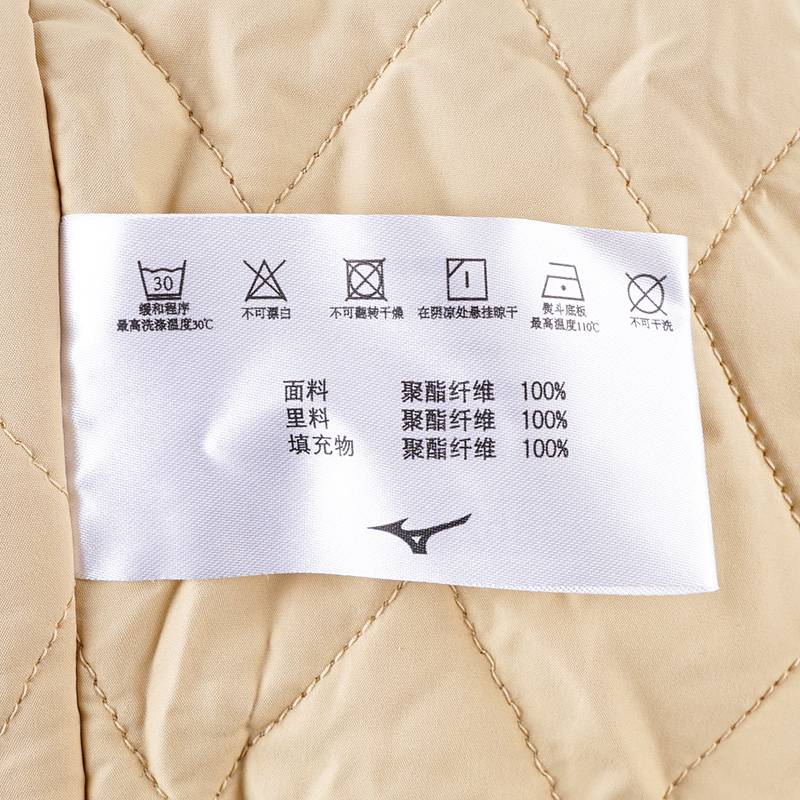 30
缓和程序
最高洗涤温度30℃
不可漂白
不可翻转干燥
在阴凉处悬挂晾干
熨斗底板
最高温度110℃
不可干洗
面料 聚酯纤维 100%
里料 聚酯纤维 100%
填充物 聚酯纤维 100%